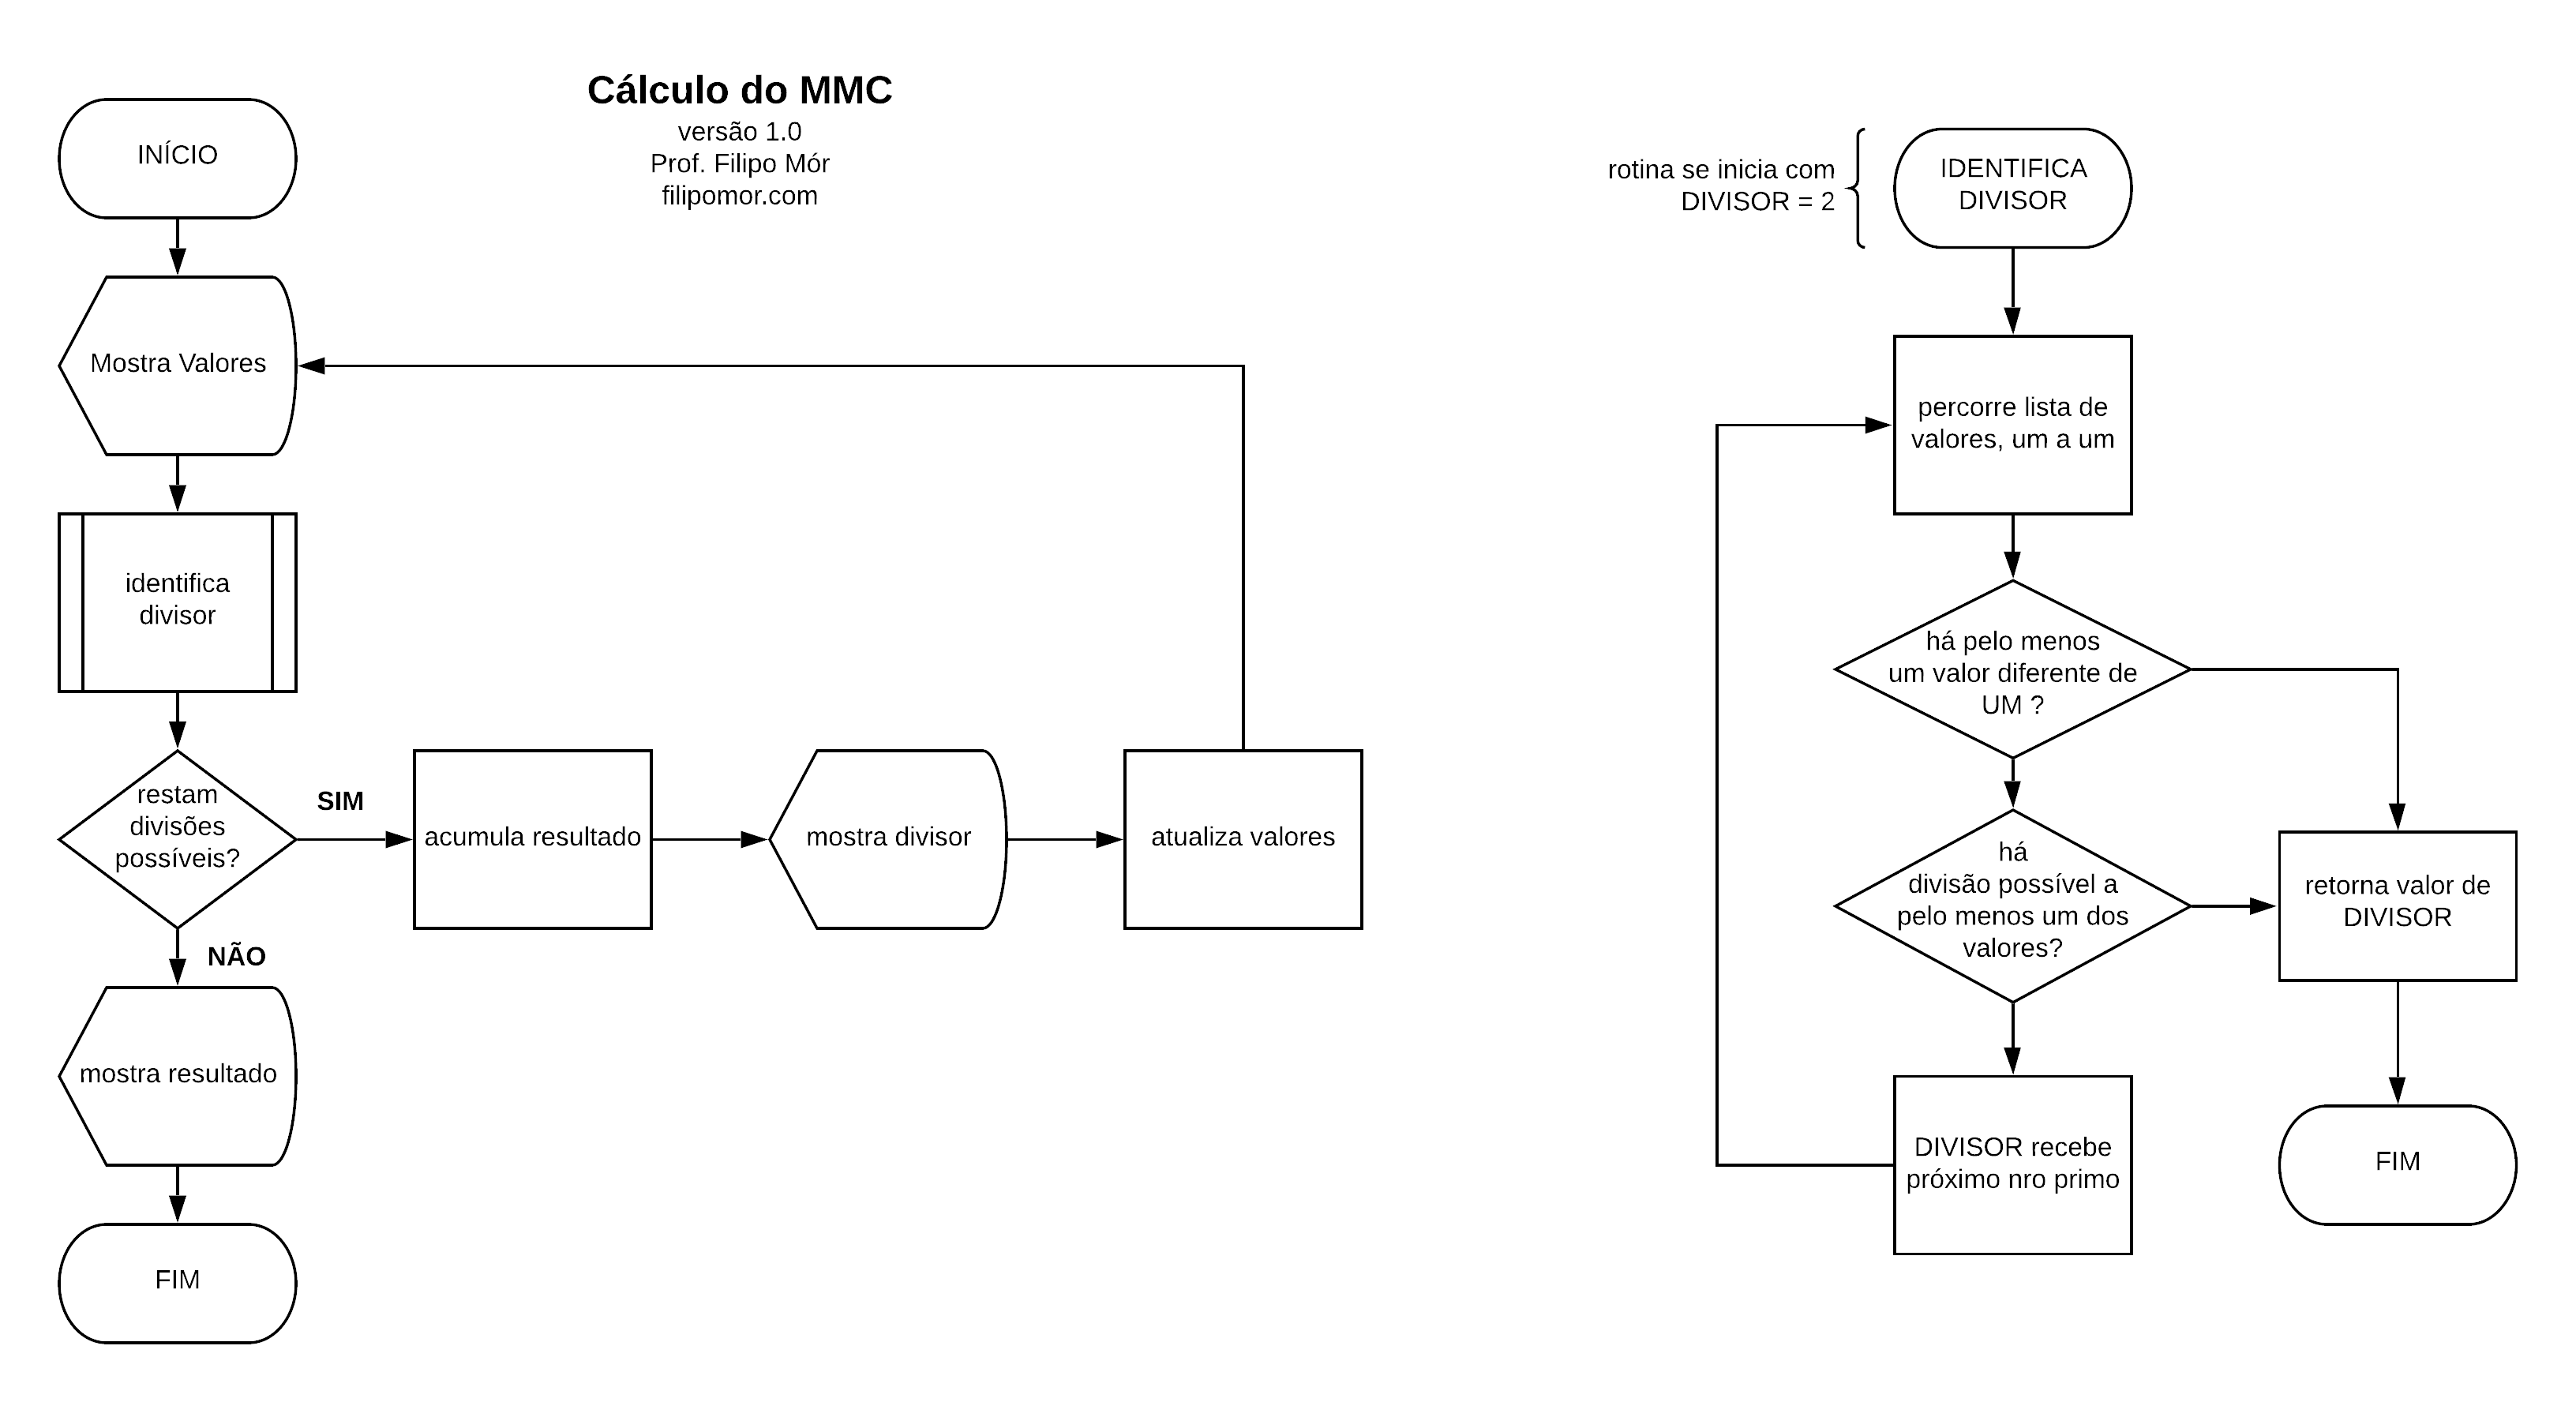 Cálculo do MMC
versão 1.0
Prof. Filipo Mór
filipomor.com
INÍCIO
Mostra Valores
identifica
divisor
restam
divisões
possíveis?
SIM
acumula resultado
mostra divisor
atualiza valores
NÃO
mostra resultado
FIM
rotina se inicia com
DIVISOR = 2
IDENTIFICA
DIVISOR
percorre lista de
valores, um a um
há pelo menos
um valor diferente de
UM ?
há
divisão possível a
pelo menos um dos
valores?
retorna valor de
DIVISOR
DIVISOR recebe
próximo nro primo
FIM